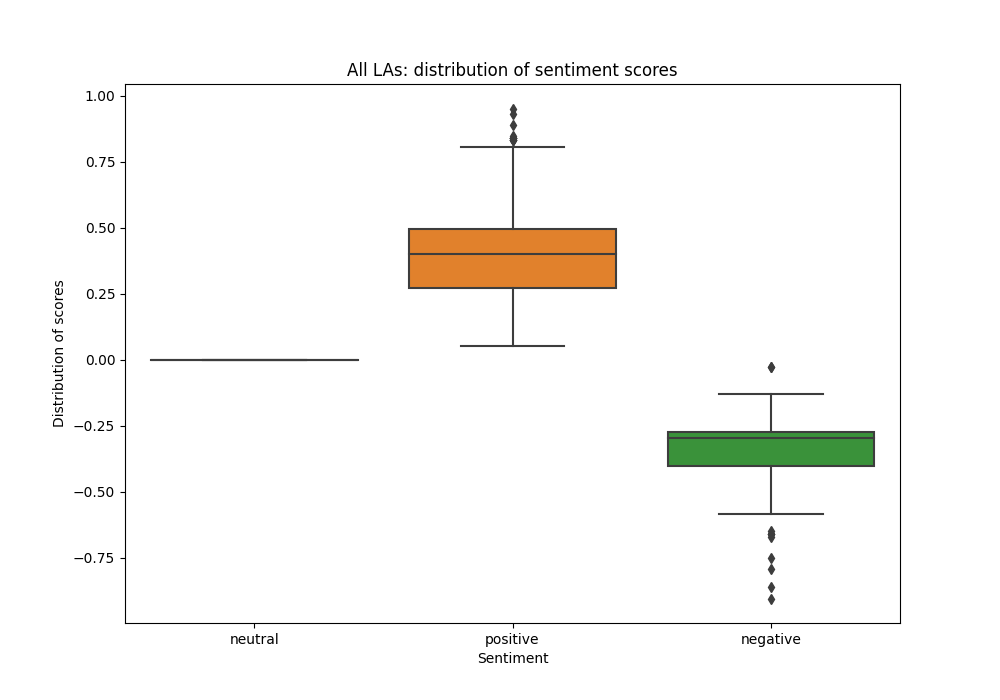 All LAs: distribution of sentiment scores
1.00
0.75
0.50
0.25
0.00
−0.25
−0.50
−0.75
Distribution of scores
neutral
positive
negative
Sentiment